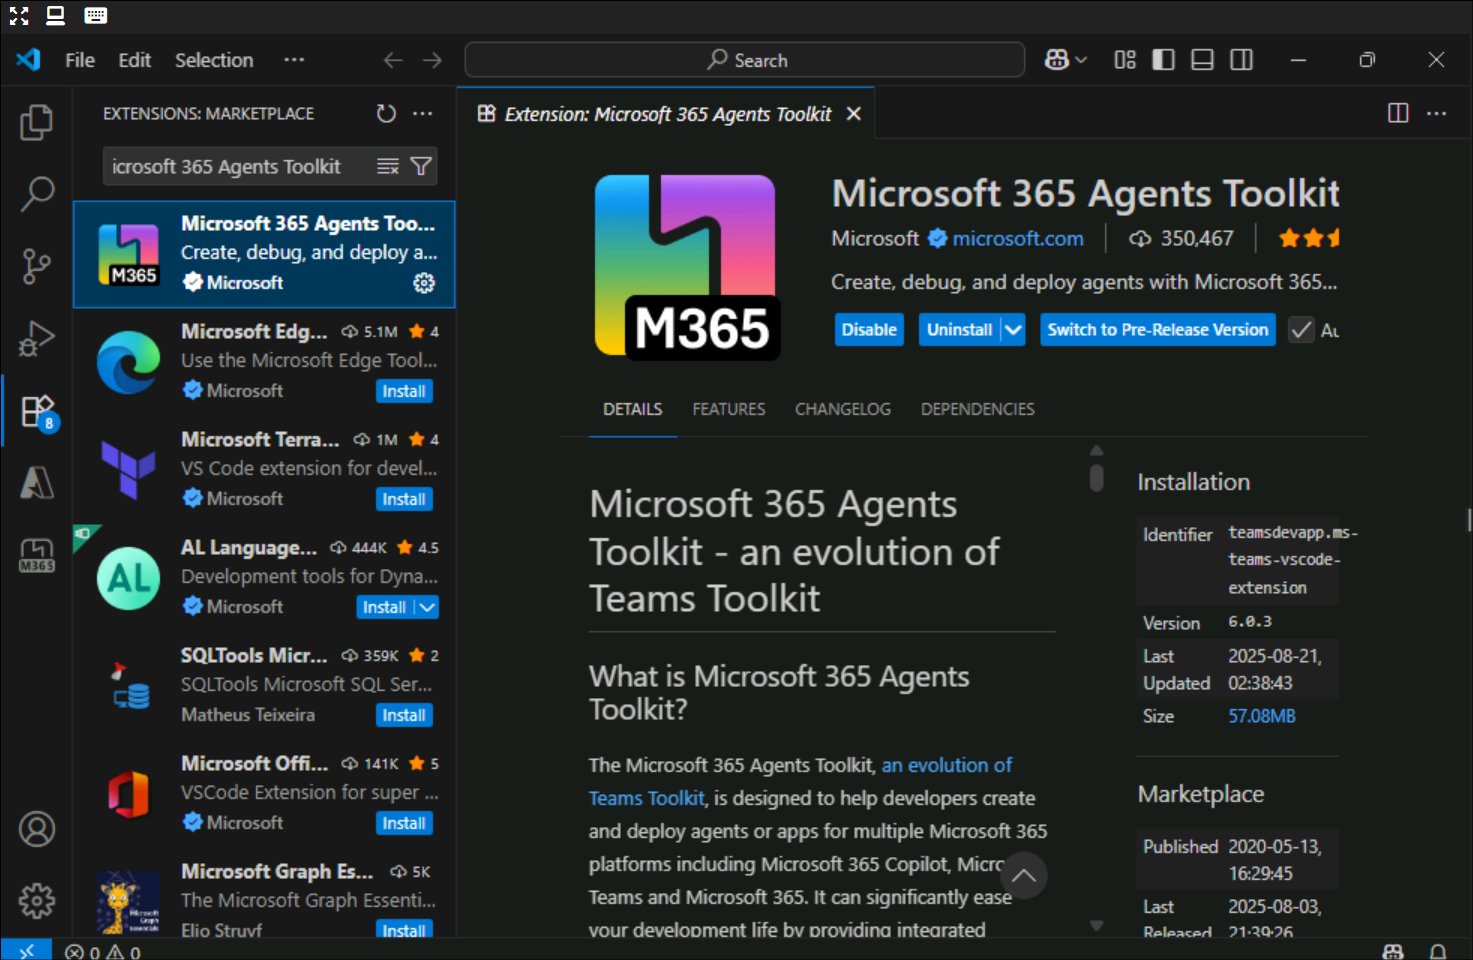 File Edit Selection ···
Search
EXTENSIONS: MARKETPLACE
icrosoft 365 Agents Toolkit
Microsoft 365 Agents Too...
Create, debug, and deploy a...
Microsoft
M365
Microsoft Edg... 5.1M 4
Use the Microsoft Edge Tool...
Microsoft Install
Microsoft Terra... 1M 4
VS Code extension for devel...
Microsoft Install
AL Language... 444K 4.5
Development tools for Dyna...
Microsoft Install
AL
SQLTools Micr... 359K 2
SQLTools Microsoft SQL Ser...
Matheus Teixeira Install
Microsoft Offi... 141K 5
VSCode Extension for super ...
Microsoft Install
Microsoft Graph Es... 5K
The Microsoft Graph Essenti...
Elio Struyf Install
Microsoft
Graph
Essentials
8
M365
0 0
Extension: Microsoft 365 Agents Toolkit
M365
Microsoft 365 Agents Toolkit
Microsoft microsoft.com 350,467
Create, debug, and deploy agents with Microsoft 365...
Disable Uninstall Switch to Pre-Release Version Au
DETAILS FEATURES CHANGELOG DEPENDENCIES
Microsoft 365 Agents
Toolkit - an evolution of
Teams Toolkit
What is Microsoft 365 Agents
Toolkit?
The Microsoft 365 Agents Toolkit, an evolution of
Teams Toolkit, is designed to help developers create
and deploy agents or apps for multiple Microsoft 365
platforms including Microsoft 365 Copilot, Micro
Teams and Microsoft 365. It can significantly ease
your development life by providing integrated
Installation
Identifier teamsdevapp.ms-
teams-vscode-
extension
Version 6.0.3
Last 2025-08-21,
Updated 02:38:43
Size 57.08MB
Marketplace
Published 2020-05-13,
16:29:45
Last 2025-08-03,
Released 21:39:26